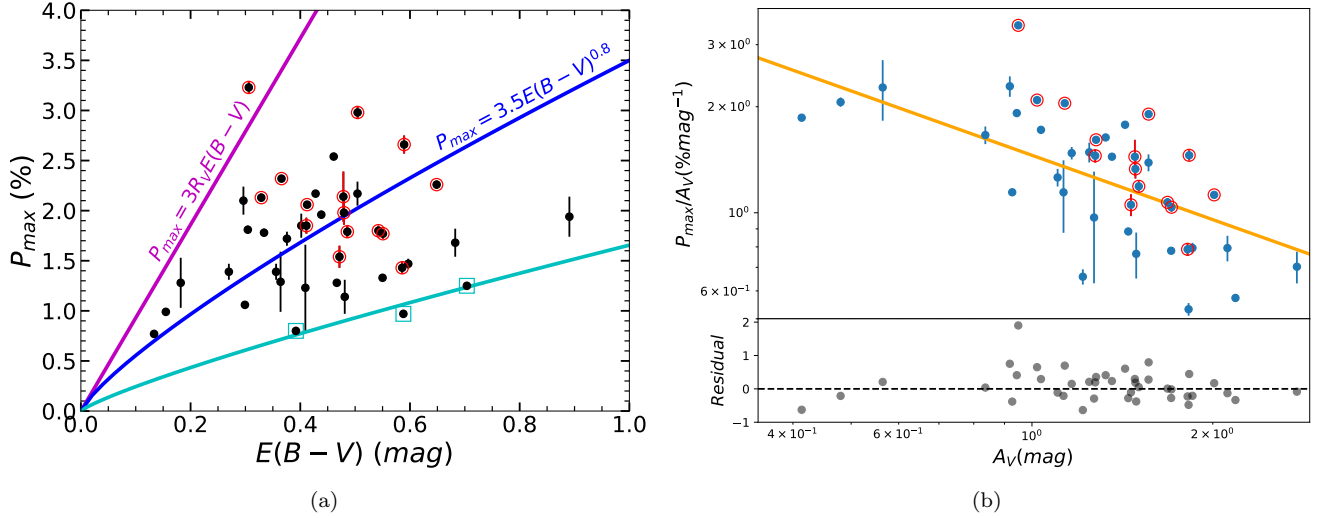 4.0
3.5
3.0
2.5
2.0
1.5
1.0
0.5
0.0
P_max (%)
0.0 0.2 0.4 0.6 0.8 1.0
E(B − V) (mag)
P_max = 3R_V E(B − V)
P_max = 3.5E(B − V)^0.8
(a)
3 × 10^0
2 × 10^0
10^0
6 × 10^−1
P_max/A_V(%mag^−1)
2
1
0
−1
Residual
4 × 10^−1 6 × 10^−1 10^0 2 × 10^0
A_V(mag)
(b)